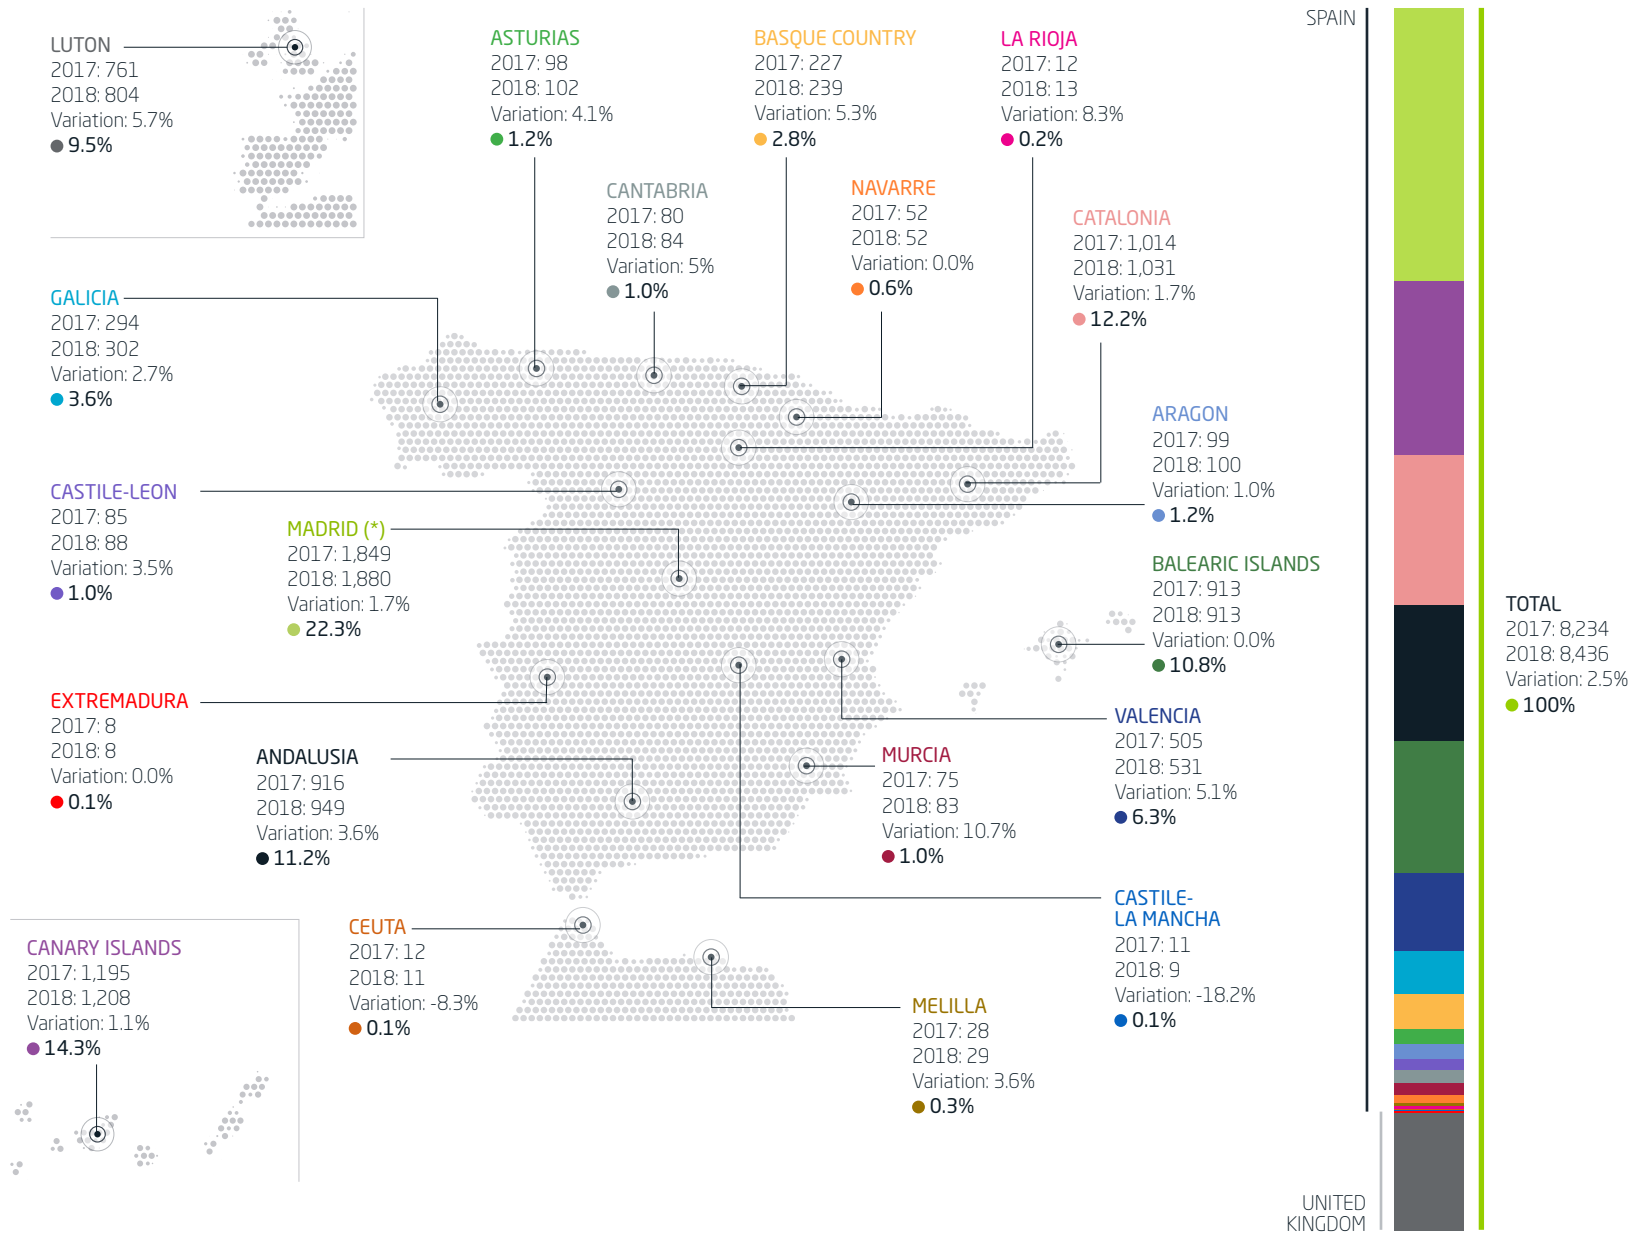 LUTON
2017: 761
2018: 804
Variation: 5.7%
9.5%
ASTURIAS
2017: 98
2018: 102
Variation: 4.1%
1.2%
BASQUE COUNTRY
2017: 227
2018: 239
Variation: 5.3%
2.8%
LA RIOJA
2017: 12
2018: 13
Variation: 8.3%
0.2%
CANTABRIA
2017: 80
2018: 84
Variation: 5%
1.0%
NAVARRE
2017: 52
2018: 52
Variation: 0.0%
0.6%
CATALONIA
2017: 1,014
2018: 1,031
Variation: 1.7%
12.2%
GALICIA
2017: 294
2018: 302
Variation: 2.7%
3.6%
ARAGON
2017: 99
2018: 100
Variation: 1.0%
1.2%
CASTILE-LEON
2017: 85
2018: 88
Variation: 3.5%
1.0%
MADRID (*)
2017: 1,849
2018: 1,880
Variation: 1.7%
22.3%
BALEARIC ISLANDS
2017: 913
2018: 913
Variation: 0.0%
10.8%
EXTREMADURA
2017: 8
2018: 8
Variation: 0.0%
0.1%
ANDALUSIA
2017: 916
2018: 949
Variation: 3.6%
11.2%
MURCIA
2017: 75
2018: 83
Variation: 10.7%
1.0%
VALENCIA
2017: 505
2018: 531
Variation: 5.1%
6.3%
CASTILE-
LA MANCHA
2017: 11
2018: 9
Variation: -18.2%
0.1%
CANARY ISLANDS
2017: 1,195
2018: 1,208
Variation: 1.1%
14.3%
CEUTA
2017: 12
2018: 11
Variation: -8.3%
0.1%
MELILLA
2017: 28
2018: 29
Variation: 3.6%
0.3%
SPAIN
UNITED
KINGDOM
TOTAL
2017: 8,234
2018: 8,436
Variation: 2.5%
100%